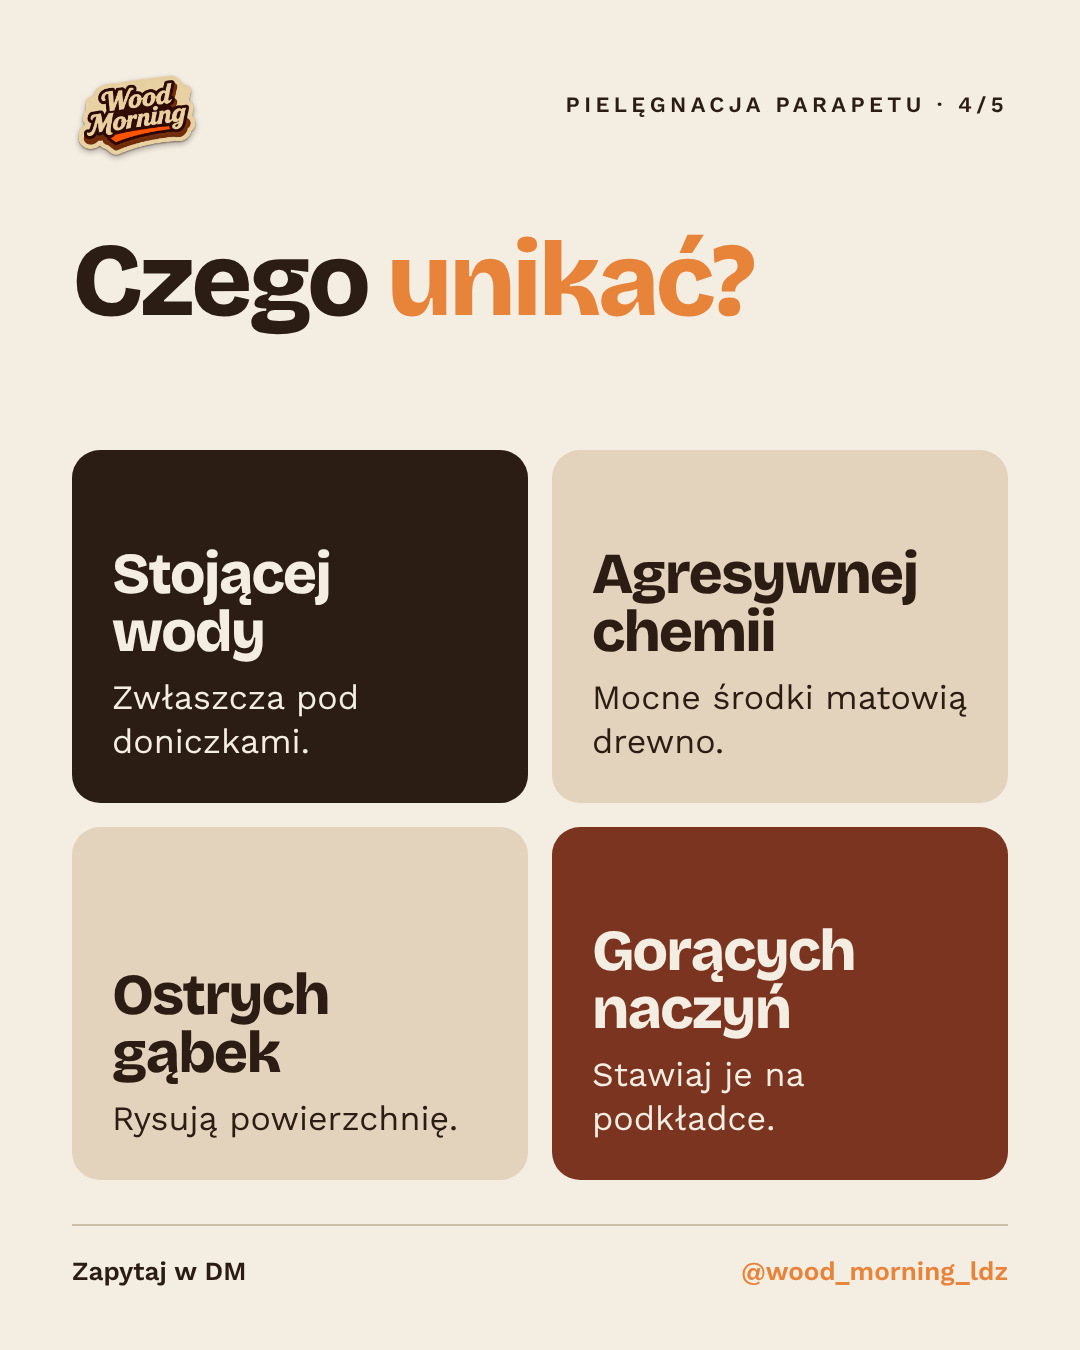 Wood
Morning
PIELĘGNACJA PARAPETU · 4/5
Czego unikać?
Stojącej
wody
Zwłaszcza pod
doniczkami.
Agresywnej
chemii
Mocne środki matowią
drewno.
Ostrych
gąbek
Rysują powierzchnię.
Gorących
naczyń
Stawiaj je na
podkładce.
Zapytaj w DM
@wood_morning_ldz